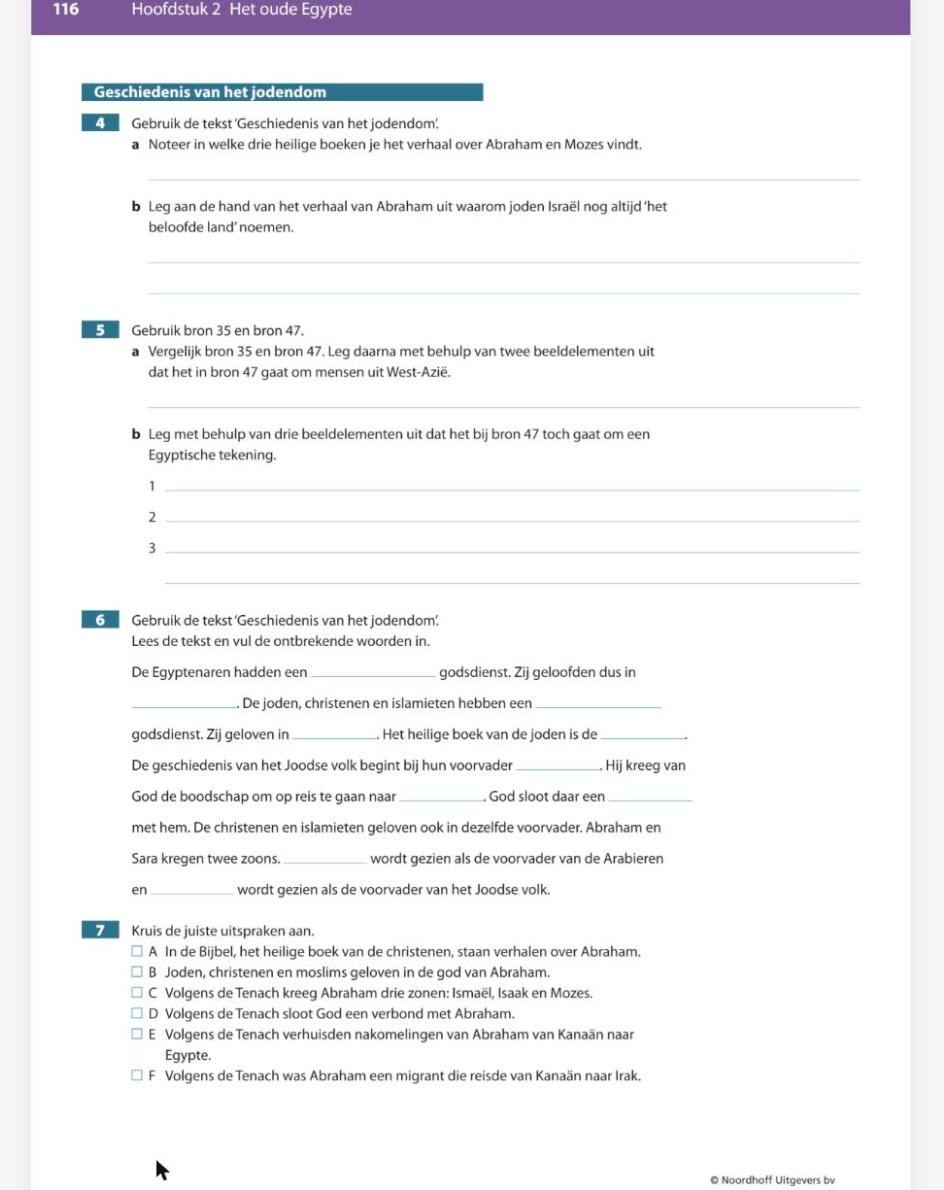 116 Hoofdstuk 2 Het oude Egypte
Geschiedenis van het jodendom
4 Gebruik de tekst ‘Geschiedenis van het jodendom’.
a Noteer in welke drie heilige boeken je het verhaal over Abraham en Mozes vindt.
b Leg aan de hand van het verhaal van Abraham uit waarom joden Israël nog altijd ‘het
beloofde land’ noemen.
5 Gebruik bron 35 en bron 47.
a Vergelijk bron 35 en bron 47. Leg daarna met behulp van twee beeldelementen uit
dat het in bron 47 gaat om mensen uit West-Azië.
b Leg met behulp van drie beeldelementen uit dat het bij bron 47 toch gaat om een
Egyptische tekening.
1
2
3
6 Gebruik de tekst ‘Geschiedenis van het jodendom’.
Lees de tekst en vul de ontbrekende woorden in.
De Egyptenaren hadden een ________ godsdienst. Zij geloofden dus in
________. De joden, christenen en islamieten hebben een ________
godsdienst. Zij geloven in ________. Het heilige boek van de joden is de ________.
De geschiedenis van het Joodse volk begint bij hun voorvader ________. Hij kreeg van
God de boodschap om op reis te gaan naar ________. God sloot daar een ________
met hem. De christenen en islamieten geloven ook in dezelfde voorvader. Abraham en
Sara kregen twee zoons. ________ wordt gezien als de voorvader van de Arabieren
en ________ wordt gezien als de voorvader van het Joodse volk.
7 Kruis de juiste uitspraken aan.
☐ A In de Bijbel, het heilige boek van de christenen, staan verhalen over Abraham.
☐ B Joden, christenen en moslims geloven in de god van Abraham.
☐ C Volgens de Tenach kreeg Abraham drie zonen: Ismaël, Isaak en Mozes.
☐ D Volgens de Tenach sloot God een verbond met Abraham.
☐ E Volgens de Tenach verhuisden nakomelingen van Abraham van Kanaän naar
Egypte.
☐ F Volgens de Tenach was Abraham een migrant die reisde van Kanaän naar Irak.
© Noordhoff Uitgevers bv